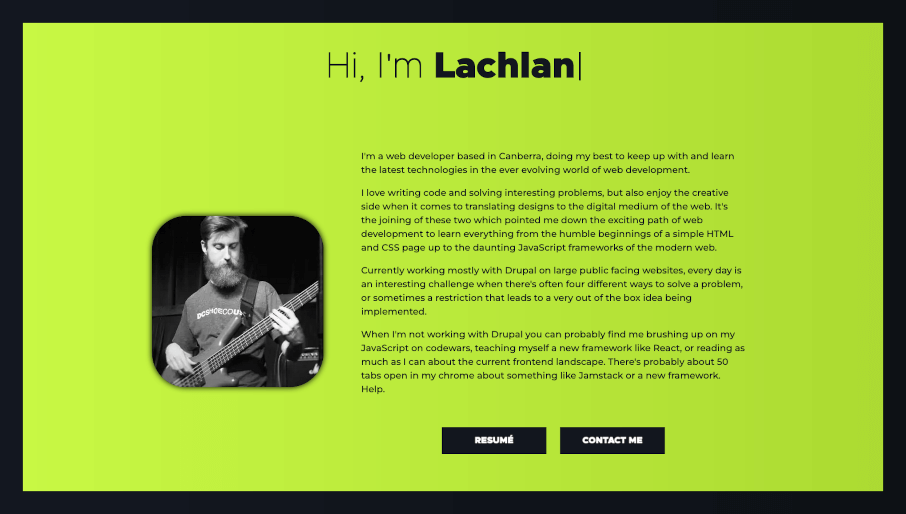 Hi, I'm Lachlan|
I'm a web developer based in Canberra, doing my best to keep up with and learn
the latest technologies in the ever evolving world of web development.
I love writing code and solving interesting problems, but also enjoy the creative
side when it comes to translating designs to the digital medium of the web. It's
the joining of these two which pointed me down the exciting path of web
development to learn everything from the humble beginnings of a simple HTML
and CSS page up to the daunting JavaScript frameworks of the modern web.
Currently working mostly with Drupal on large public facing websites, every day is
an interesting challenge when there's often four different ways to solve a problem,
or sometimes a restriction that leads to a very out of the box idea being
implemented.
When I'm not working with Drupal you can probably find me brushing up on my
JavaScript on codewars, teaching myself a new framework like React, or reading as
much as I can about the current frontend landscape. There's probably about 50
tabs open in my chrome about something like Jamstack or a new framework.
Help.
RESUMÉ CONTACT ME